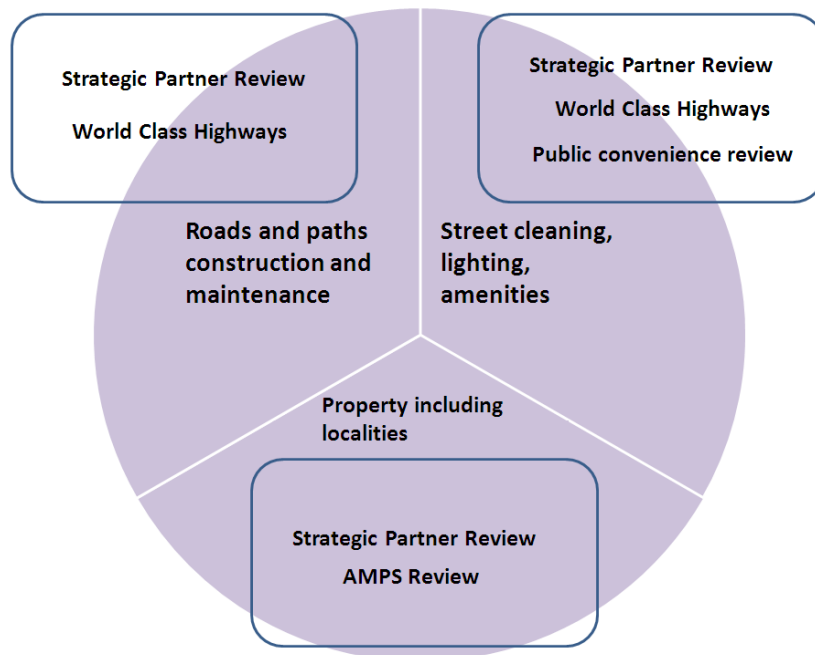 Strategic Partner Review
World Class Highways
Strategic Partner Review
World Class Highways
Public convenience review
Roads and paths
construction and
maintenance
Street cleaning,
lighting,
amenities
Property including
localities
Strategic Partner Review
AMPS Review